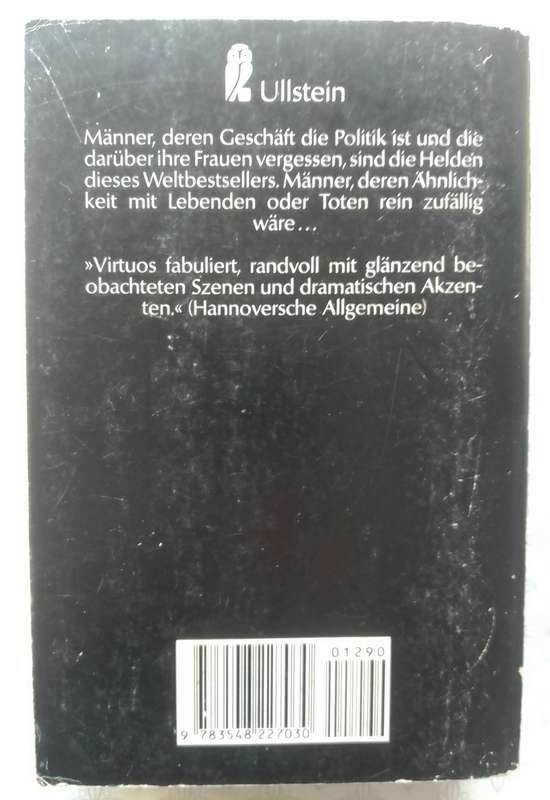 Ullstein
Männer, deren Geschäft die Politik ist und die
darüber ihre Frauen vergessen, sind die Helden
dieses Weltbestsellers. Männer, deren Ähnlich-
keit mit Lebenden oder Toten rein zufällig
wäre...
»Virtuos fabuliert, randvoll mit glänzend be-
obachteten Szenen und dramatischen Akzen-
ten.« (Hannoversche Allgemeine)
01290
9 783548 227030